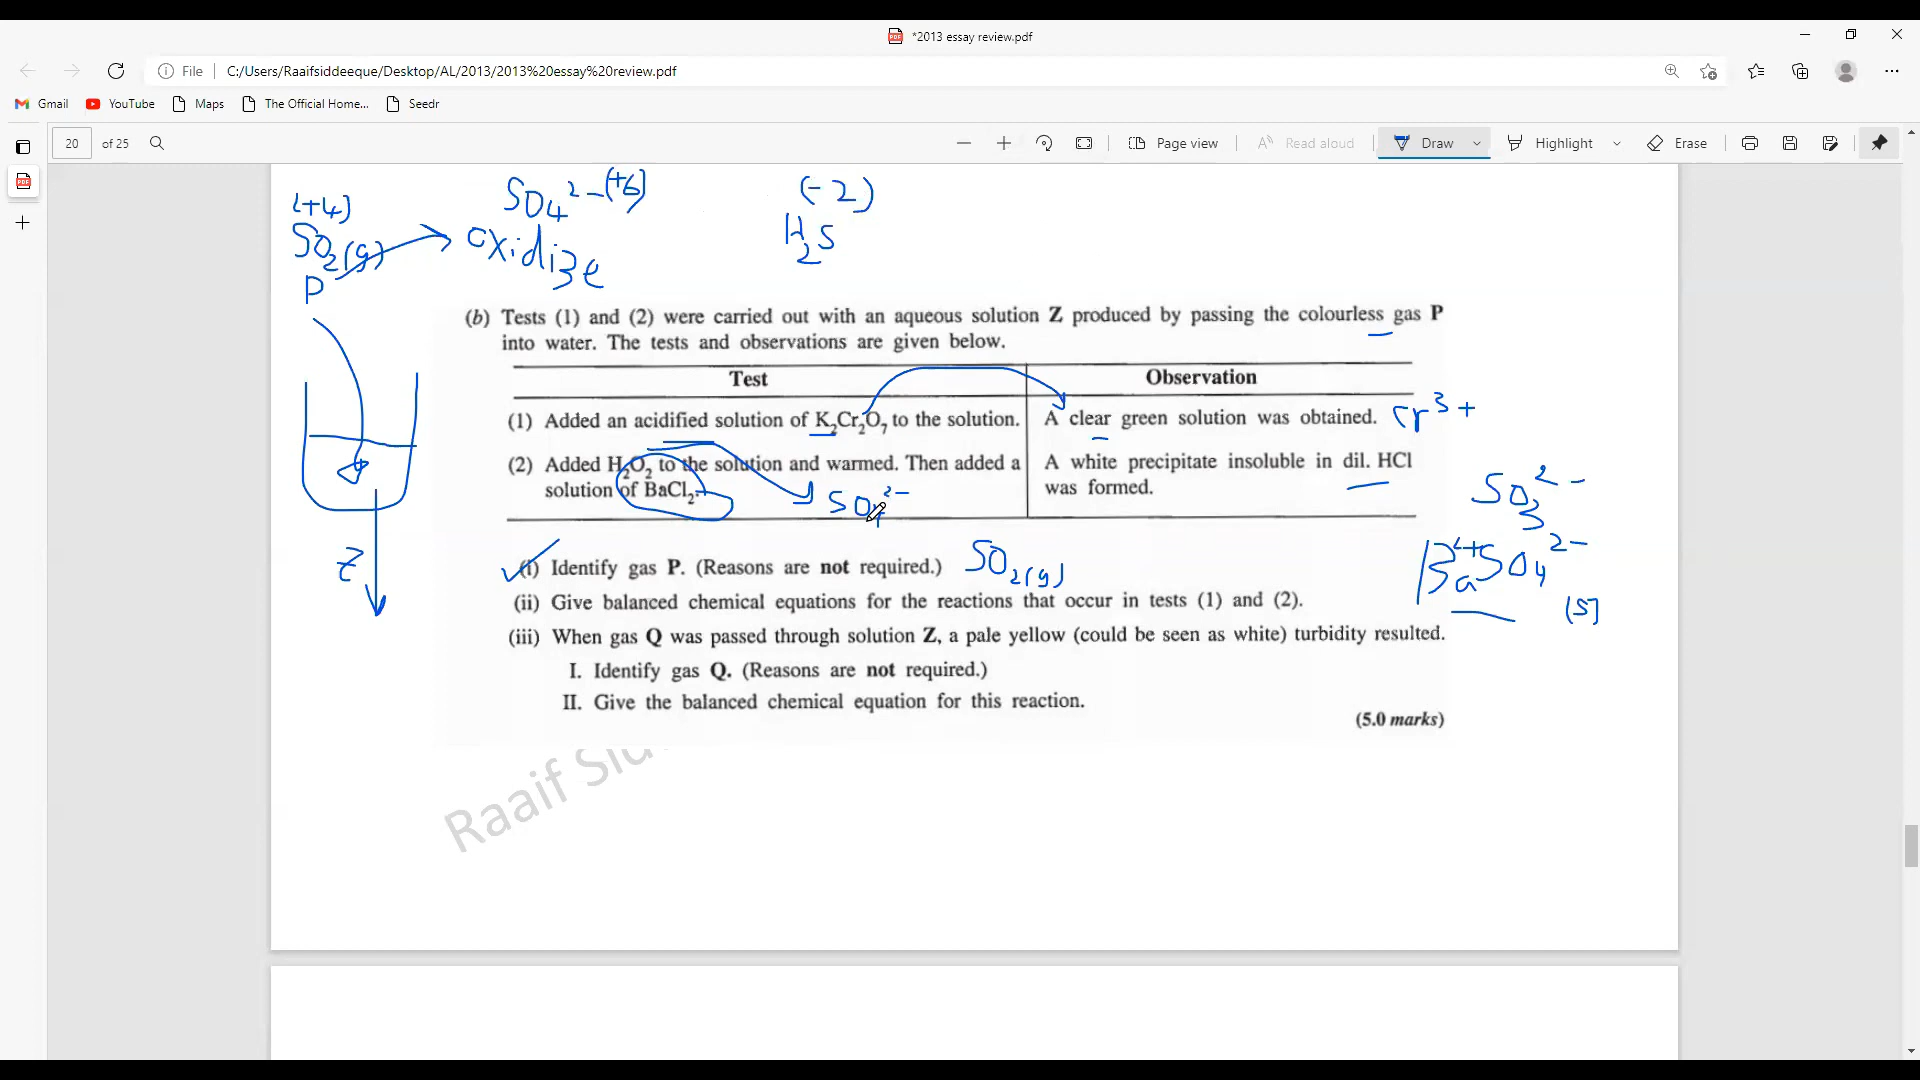 *2013 essay review.pdf
File C:/Users/Raaifsiddeeque/Desktop/AL/2013/2013%20essay%20review.pdf
Gmail YouTube Maps The Official Home... Seedr
20 of 25 Page view Read aloud Draw Highlight Erase
(+4) SO4 2- (+6) (-2)
SO2(g) oxidize H2S
P
(b) Tests (1) and (2) were carried out with an aqueous solution Z produced by passing the colourless gas P
into water. The tests and observations are given below.
Test Observation
(1) Added an acidified solution of K2Cr2O7 to the solution. A clear green solution was obtained. Cr3+
(2) Added H2O2 to the solution and warmed. Then added a A white precipitate insoluble in dil. HCl
solution of BaCl2. SO4 2- was formed. SO3 2-
Z (i) Identify gas P. (Reasons are not required.) SO2(g) Ba2+SO4 2-
(ii) Give balanced chemical equations for the reactions that occur in tests (1) and (2). (S)
(iii) When gas Q was passed through solution Z, a pale yellow (could be seen as white) turbidity resulted.
I. Identify gas Q. (Reasons are not required.)
II. Give the balanced chemical equation for this reaction.
(5.0 marks)
Raaif